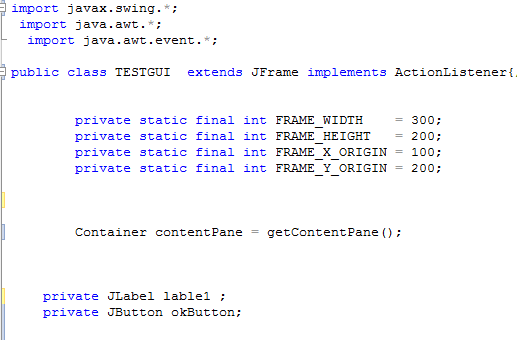 import javax.swing.*;
import java.awt.*;
import java.awt.event.*;
public class TESTGUI  extends JFrame implements ActionListener{
private static final int FRAME_WIDTH    = 300;
private static final int FRAME_HEIGHT   = 200;
private static final int FRAME_X_ORIGIN = 100;
private static final int FRAME_Y_ORIGIN = 200;
Container contentPane = getContentPane();
private JLabel lable1 ;
private JButton okButton;